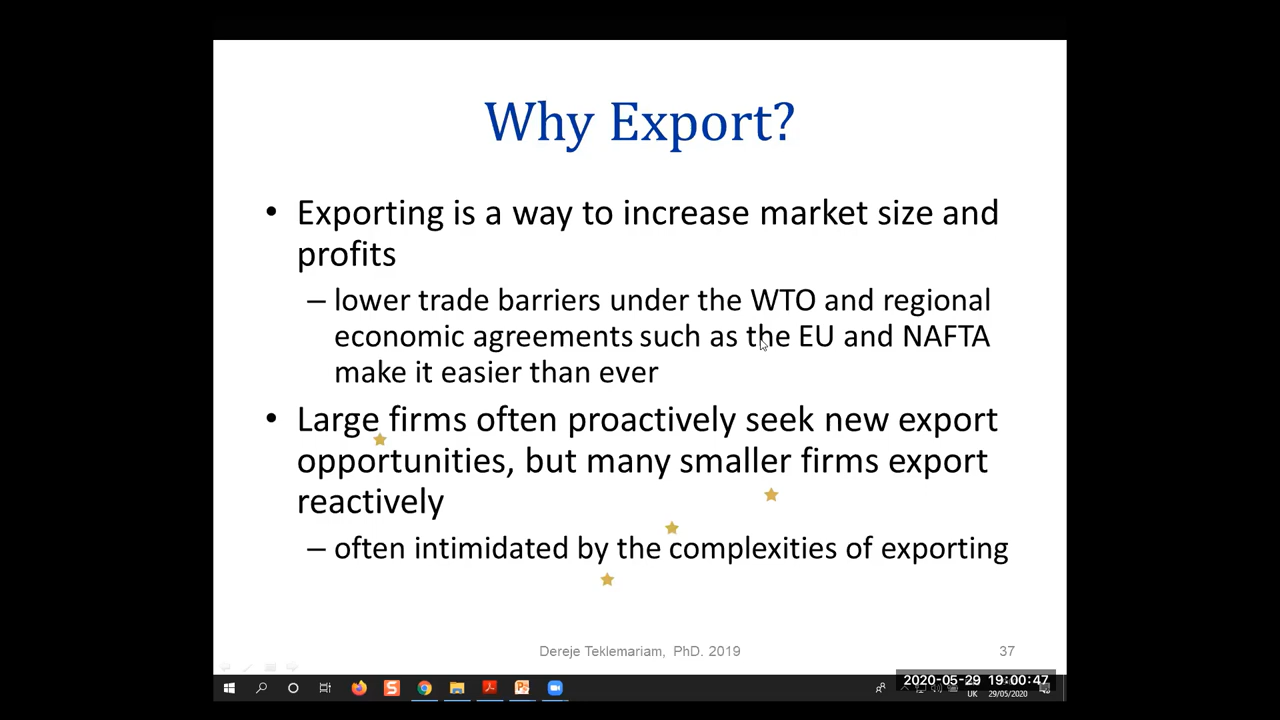 Why Export?
• Exporting is a way to increase market size and
profits
– lower trade barriers under the WTO and regional
economic agreements such as the EU and NAFTA
make it easier than ever
• Large firms often proactively seek new export
opportunities, but many smaller firms export
reactively
– often intimidated by the complexities of exporting
Dereje Teklemariam, PhD. 2019
37
2020-05-29 19:00:47
UK
29/05/2020